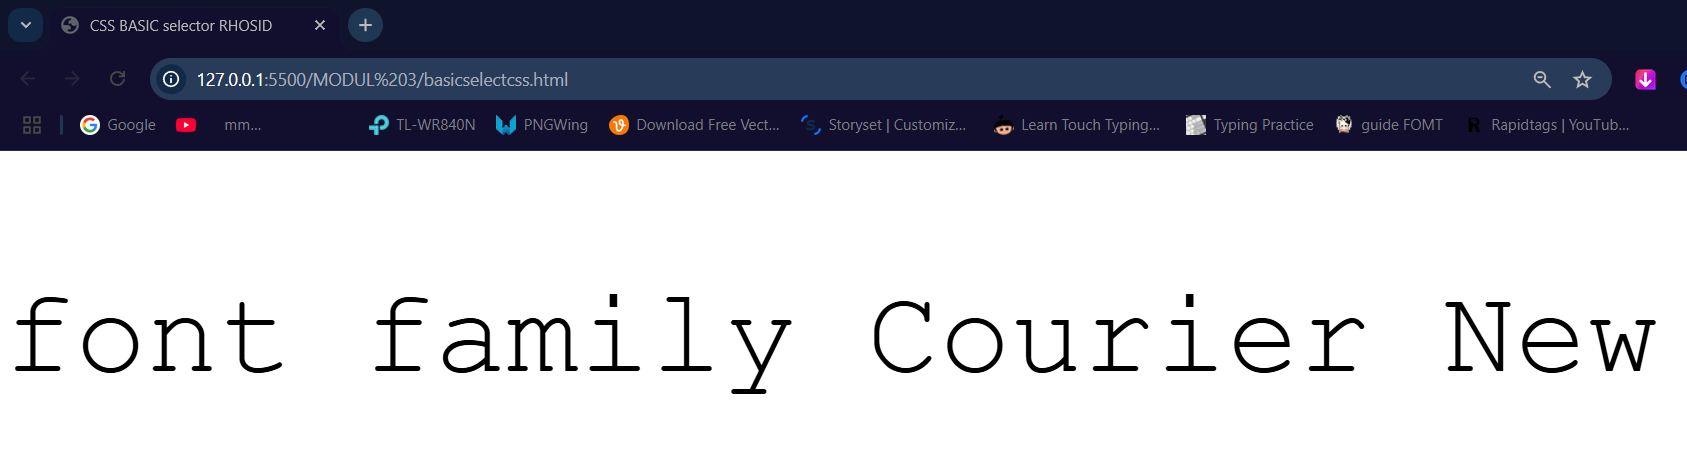 CSS BASIC selector RHOSID
127.0.0.1:5500/MODUL%203/basicselectcss.html
Google mm... TL-WR840N PNGWing Download Free Vect... Storyset | Customiz... Learn Touch Typing... Typing Practice guide FOMT Rapidtags | YouTub...
font family Courier New